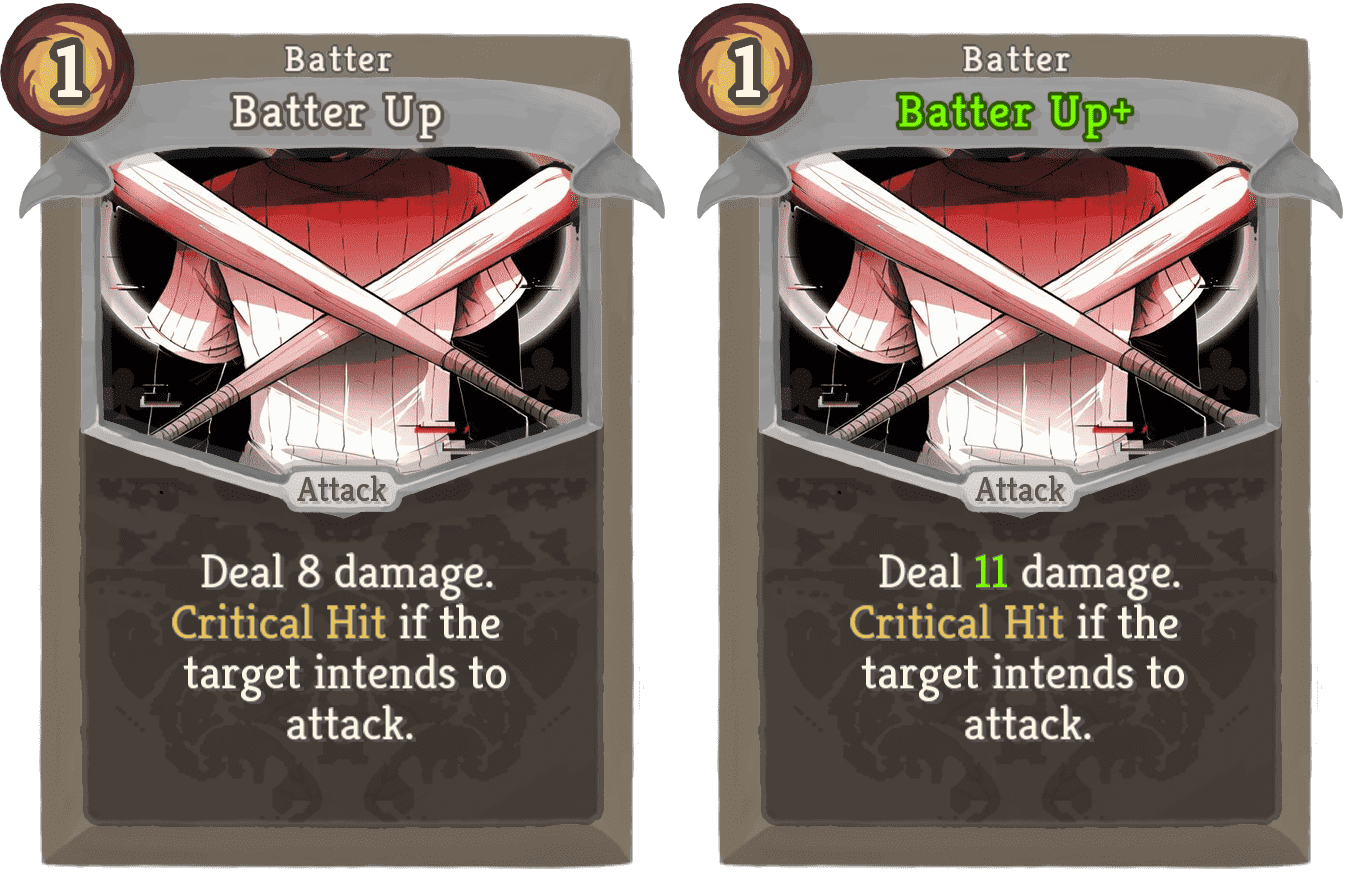 1
Batter
Batter Up
Attack
Deal 8 damage.
Critical Hit if the
target intends to
attack.
1
Batter
Batter Up+
Attack
Deal 11 damage.
Critical Hit if the
target intends to
attack.